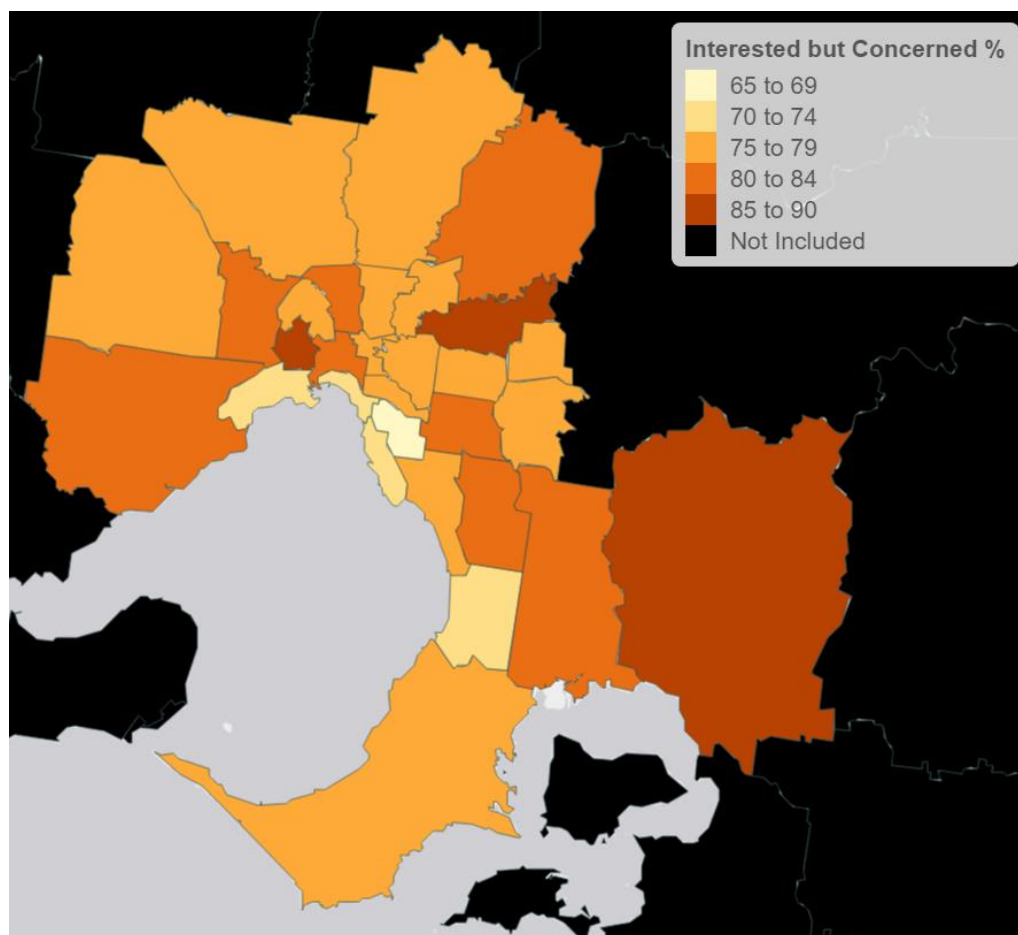 Interested but Concerned %
65 to 69
70 to 74
75 to 79
80 to 84
85 to 90
Not Included